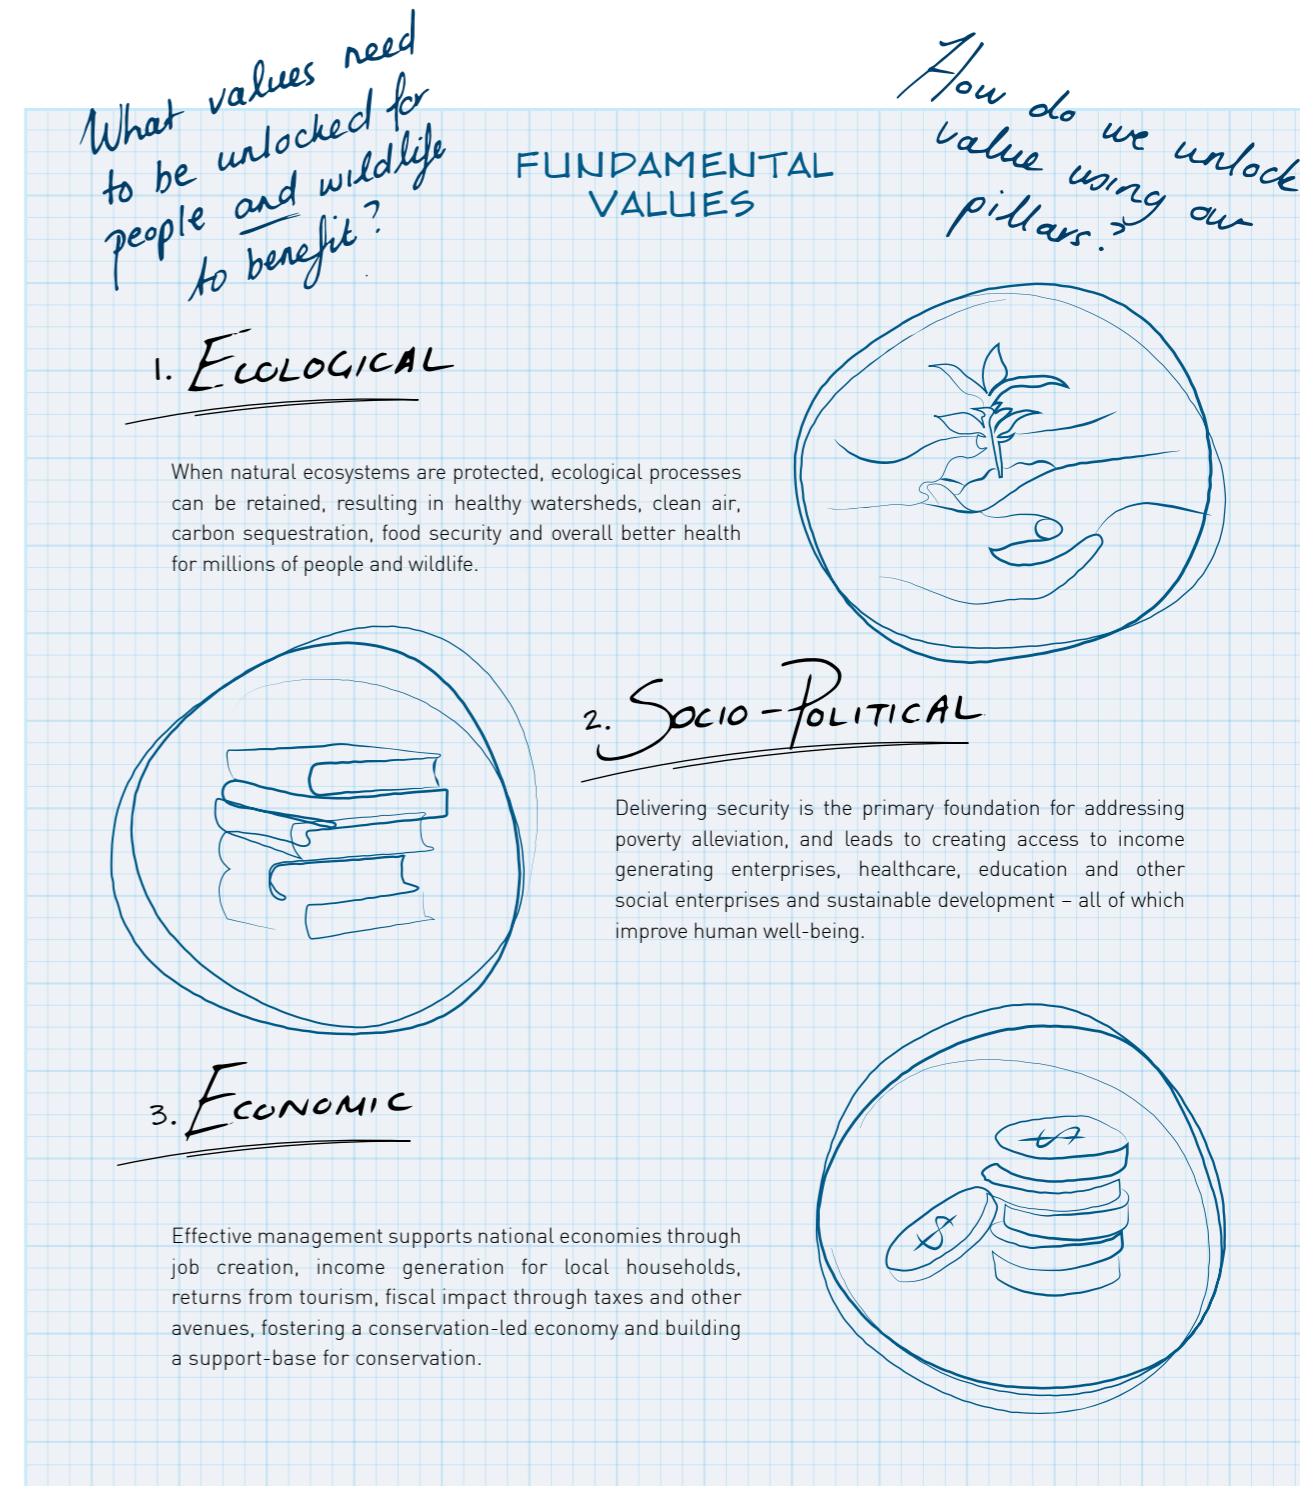 What values need
to be unlocked for
people and wildlife
to benefit?
FUNDAMENTAL
VALUES
How do we unlock
value using our
pillars?
1. ECOLOGICAL
When natural ecosystems are protected, ecological processes
can be retained, resulting in healthy watersheds, clean air,
carbon sequestration, food security and overall better health
for millions of people and wildlife.
2. SOCIO-POLITICAL
Delivering security is the primary foundation for addressing
poverty alleviation, and leads to creating access to income
generating enterprises, healthcare, education and other
social enterprises and sustainable development – all of which
improve human well-being.
3. ECONOMIC
$
$
Effective management supports national economies through
job creation, income generation for local households,
returns from tourism, fiscal impact through taxes and other
avenues, fostering a conservation-led economy and building
a support-base for conservation.